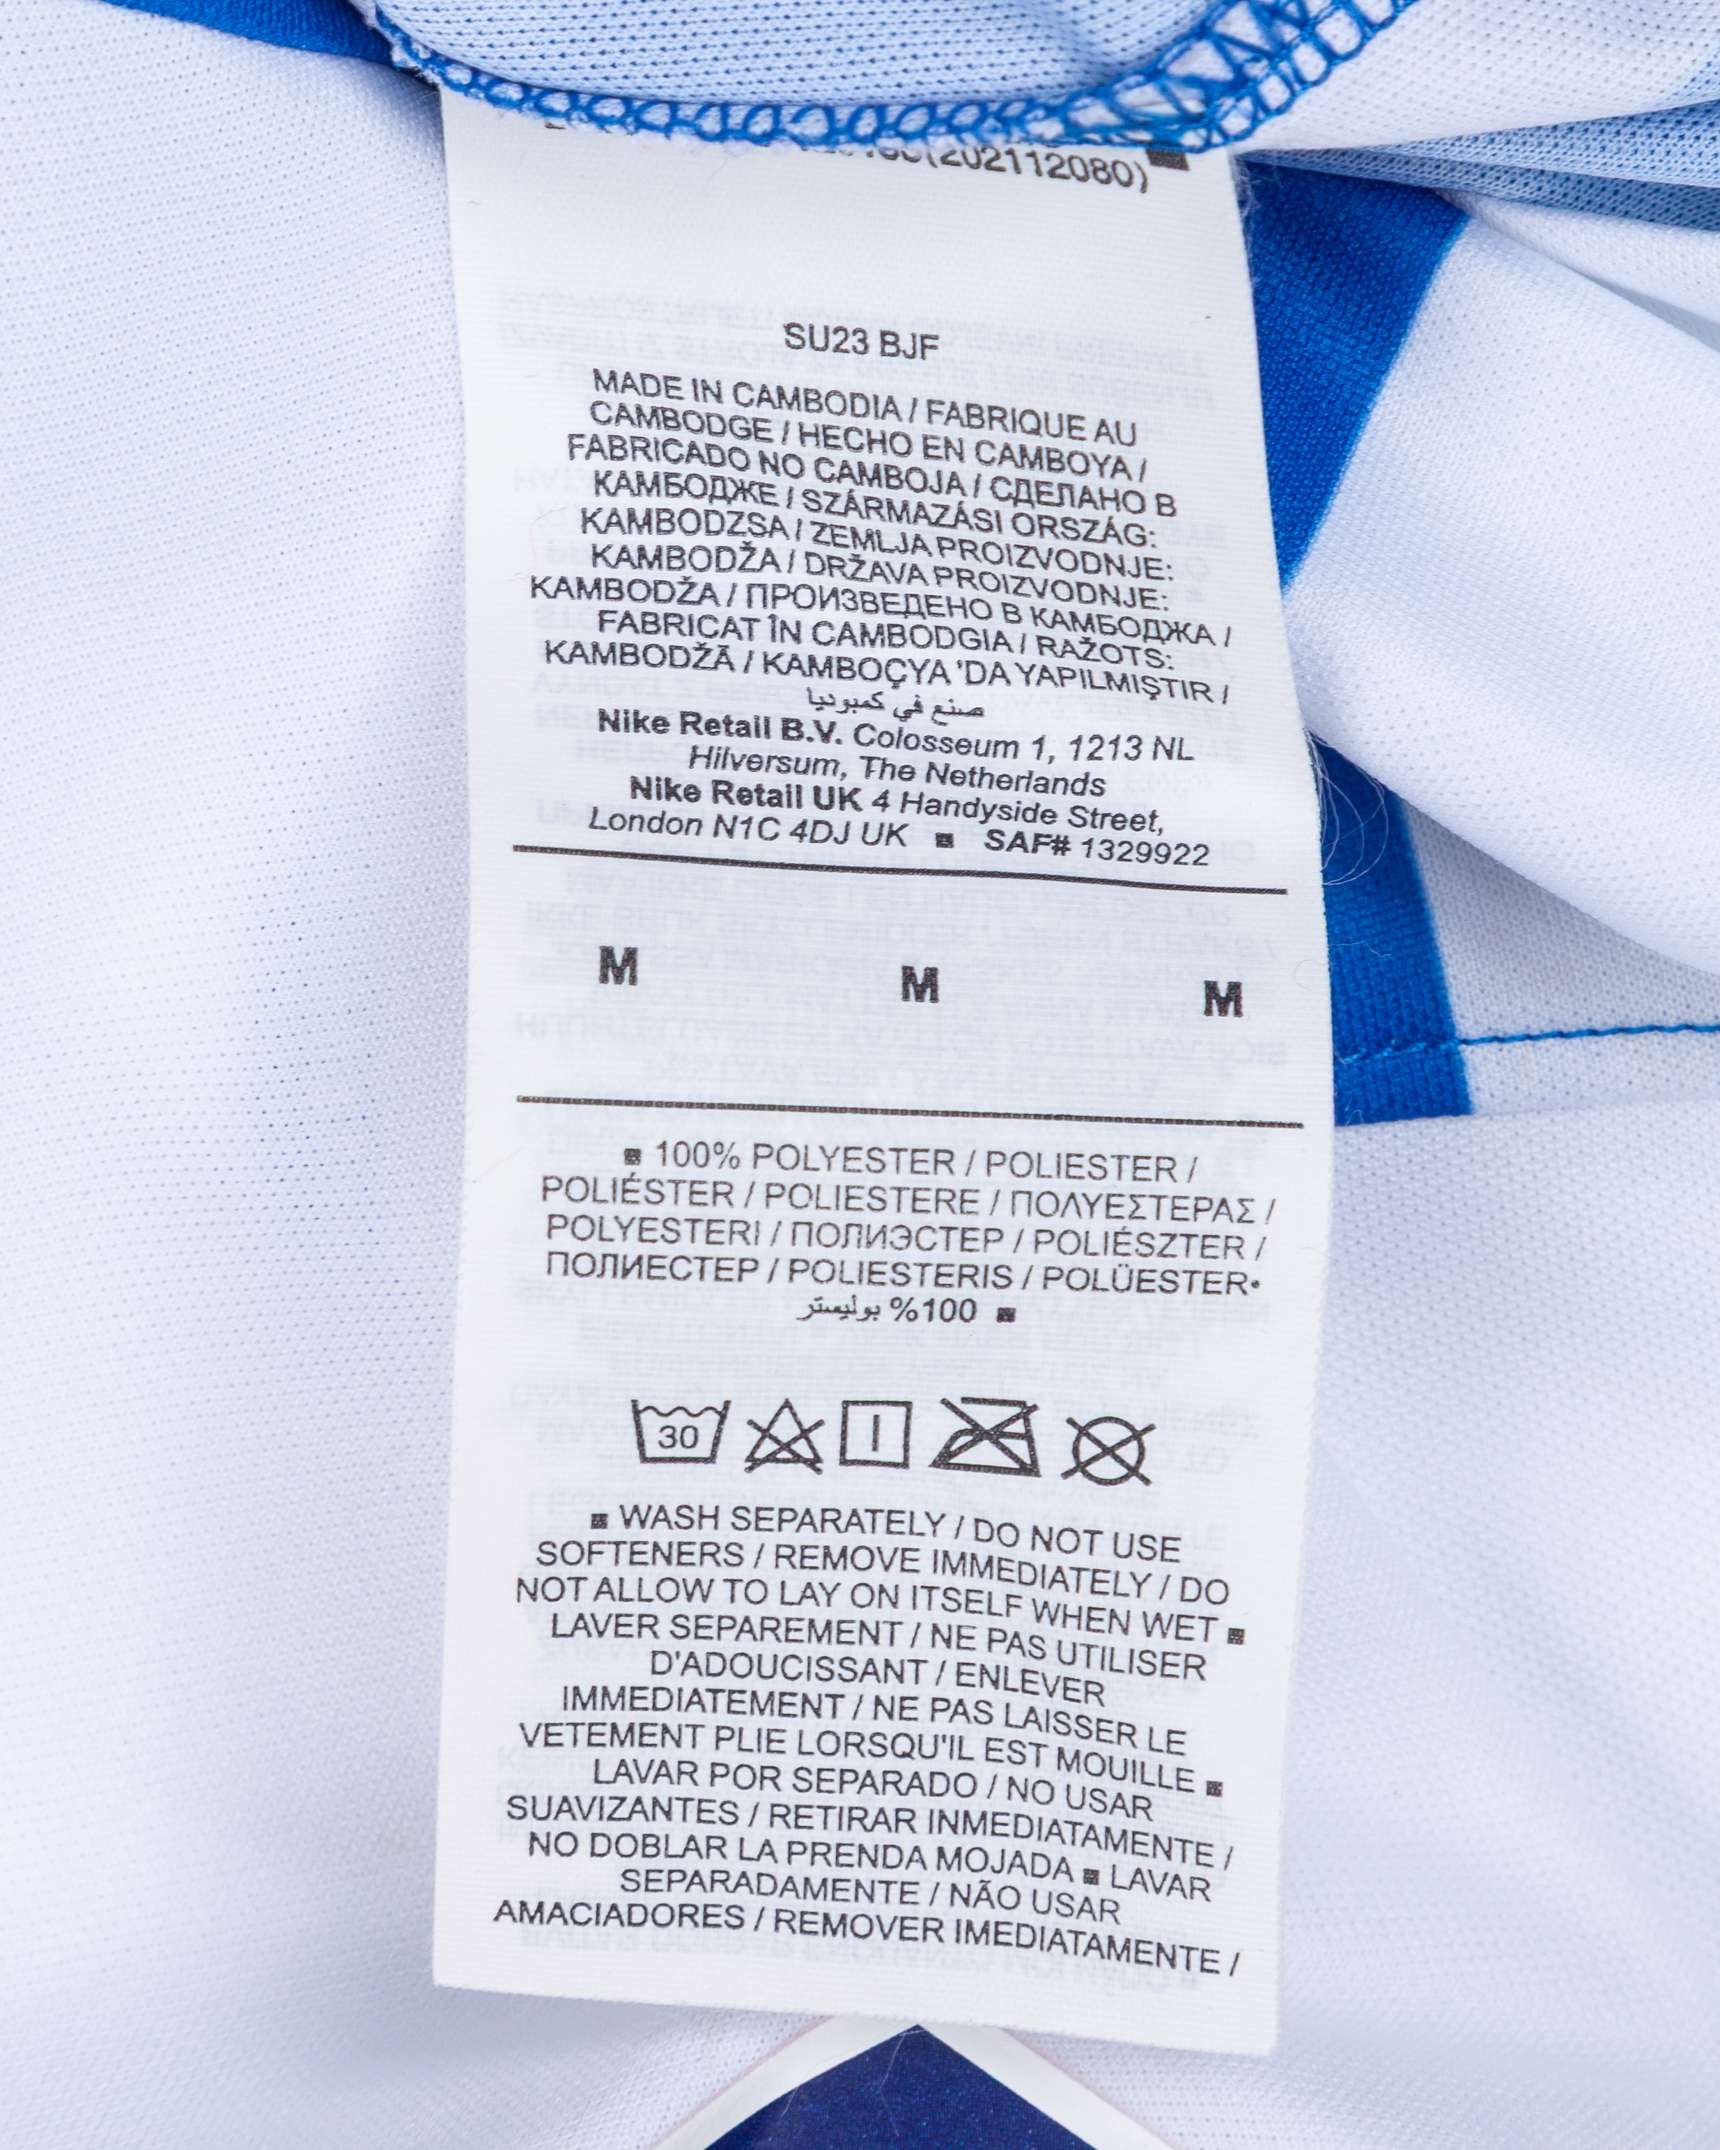 (202112080)
SU23 BJF
MADE IN CAMBODIA / FABRIQUE AU
CAMBODGE / HECHO EN CAMBOYA /
FABRICADO NO CAMBOJA / СДЕЛАНО В
КАМБОДЖЕ / SZÁRMAZÁSI ORSZÁG:
KAMBODZSA / ZEMLJA PROIZVODNJE:
KAMBODŽA / DRŽAVA PROIZVODNJE:
KAMBODŽA / ПРОИЗВЕДЕНО В КАМБОДЖА /
FABRICAT ÎN CAMBODGIA / RAŽOTS:
KAMBODŽĀ / KAMBOÇYA 'DA YAPILMIŞTIR /
صنع في كمبوديا
Nike Retail B.V. Colosseum 1, 1213 NL
Hilversum, The Netherlands
Nike Retail UK 4 Handyside Street,
London N1C 4DJ UK ■ SAF# 1329922
M M M
■ 100% POLYESTER / POLIESTER /
POLIÉSTER / POLIESTERE / ΠΟΛΥΕΣΤΕΡΑΣ /
POLYESTERI / ПОЛИЭСТЕР / POLIÉSZTER /
ПОЛИЕСТЕР / POLIESTERIS / POLÜESTER•
100% بوليستر ■
30
■ WASH SEPARATELY / DO NOT USE
SOFTENERS / REMOVE IMMEDIATELY / DO
NOT ALLOW TO LAY ON ITSELF WHEN WET ■
LAVER SEPAREMENT / NE PAS UTILISER
D'ADOUCISSANT / ENLEVER
IMMEDIATEMENT / NE PAS LAISSER LE
VETEMENT PLIE LORSQU'IL EST MOUILLE ■
LAVAR POR SEPARADO / NO USAR
SUAVIZANTES / RETIRAR INMEDIATAMENTE /
NO DOBLAR LA PRENDA MOJADA ■ LAVAR
SEPARADAMENTE / NÃO USAR
AMACIADORES / REMOVER IMEDIATAMENTE /